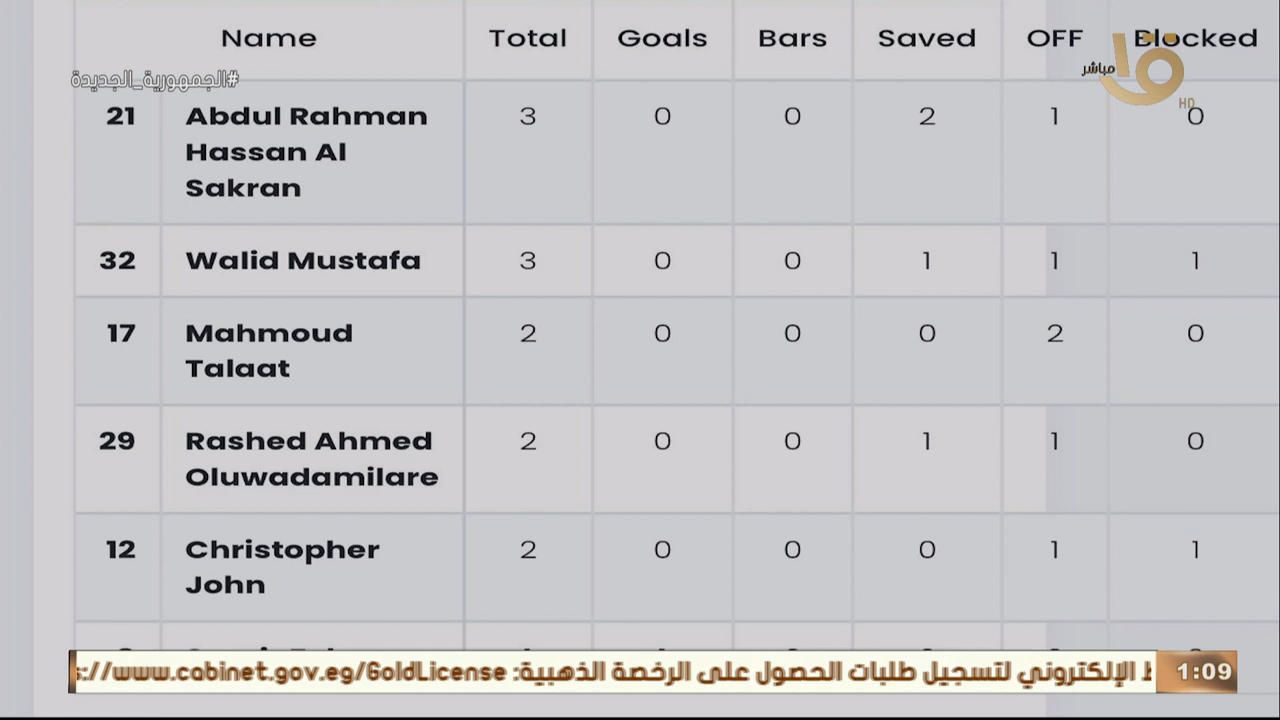 Name Total Goals Bars Saved OFF Blocked
#الجمهورية_الجديدة
مباشر
HD
21 Abdul Rahman 3 0 0 2 1 0
Hassan Al
Sakran
32 Walid Mustafa 3 0 0 1 1 1
17 Mahmoud 2 0 0 0 2 0
Talaat
29 Rashed Ahmed 2 0 0 1 1 0
Oluwadamilare
12 Christopher 2 0 0 0 1 1
John
الإلكتروني لتسجيل طلبات الحصول على الرخصة الذهبية: ://www.cabinet.gov.eg/GoldLicense
1:09